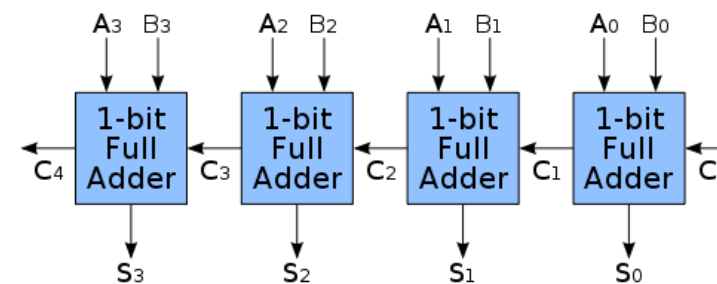 A3 B3 A2 B2 A1 B1 A0 B0
1-bit Full Adder
1-bit Full Adder
1-bit Full Adder
1-bit Full Adder
C4 C3 C2 C1 C
S3 S2 S1 S0